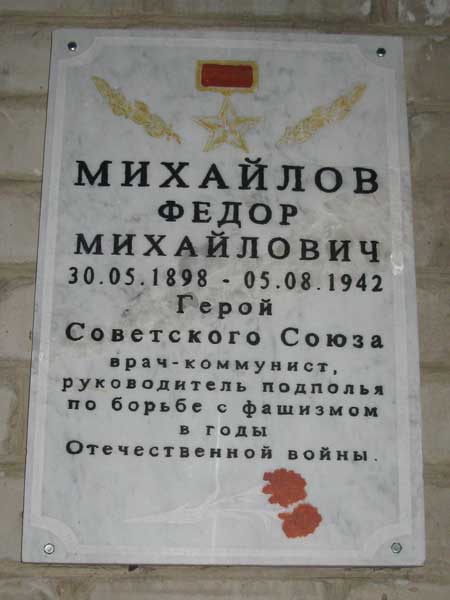 МИХАЙЛОВ
ФЕДОР
МИХАЙЛОВИЧ
30.05.1898 - 05.08.1942
Герой
Советского Союза
врач-коммунист,
руководитель подполья
по борьбе с фашизмом
в годы
Отечественной войны.